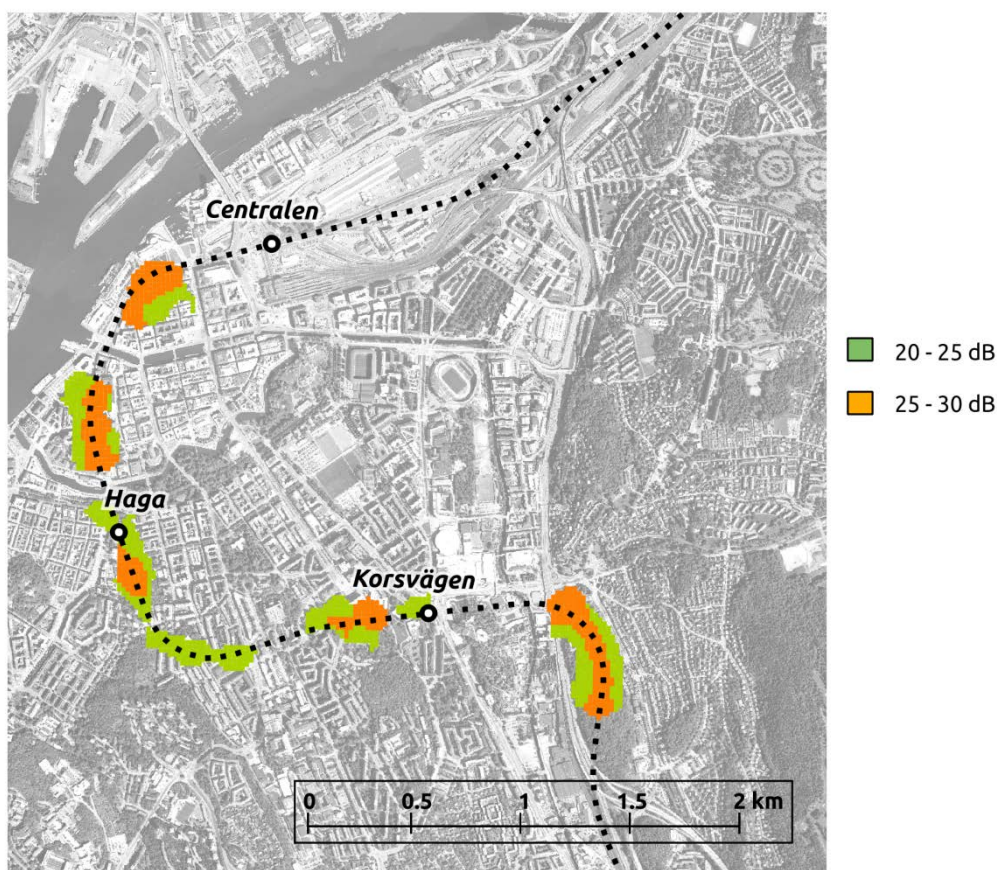 Centralen
20 - 25 dB
25 - 30 dB
Haga
Korsvägen
0 0.5 1 1.5 2 km